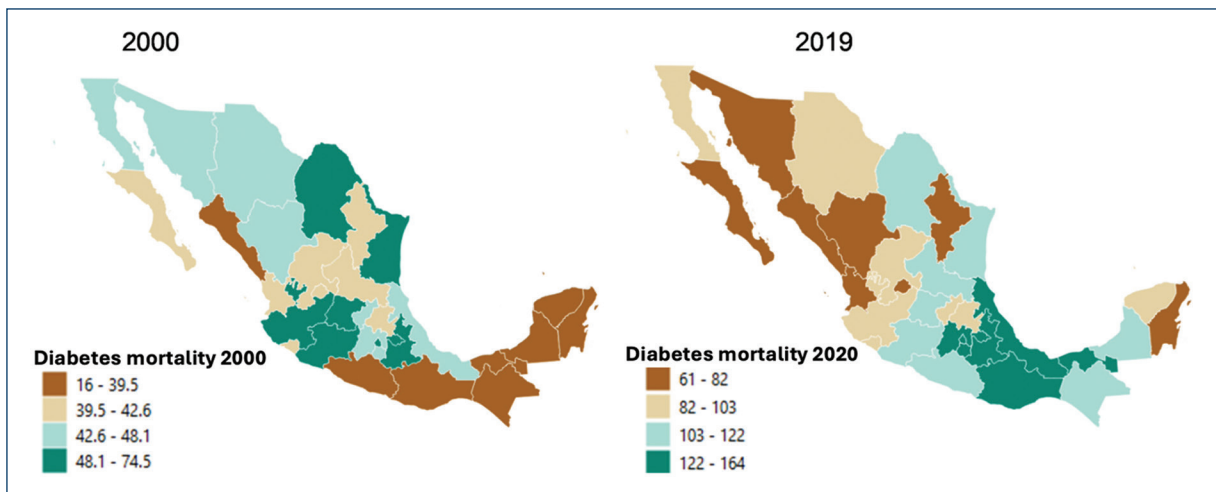 2000
2019
Diabetes mortality 2000
16 - 39.5
39.5 - 42.6
42.6 - 48.1
48.1 - 74.5
Diabetes mortality 2020
61 - 82
82 - 103
103 - 122
122 - 164